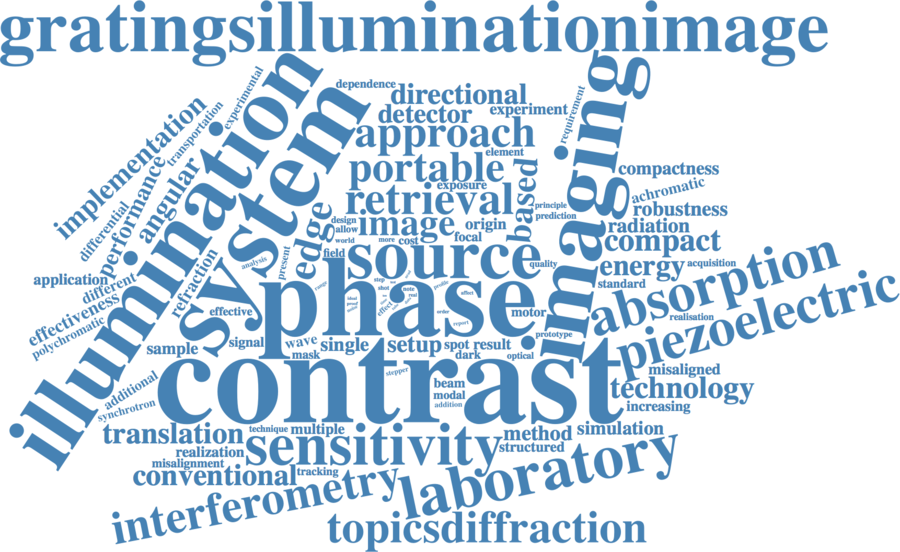 gratingsilluminationimage
illumination
system
phase
contrast
imaging
source
dependence
directional
detector
experiment
approach
element
portable
exposure
retrieval
based
principle
prediction
design
allow
image
origin
world
more
cost
focal
edge
field
quality
experimental
transportation
implementation
performance
angular
differential
application
different
effectiveness
polychromatic
refraction
analysis
present
effective
sample
signal
wave
mask
single
setup
spot
result
dark
optical
motor
prototype
requirement
compactness
achromatic
robustness
radiation
compact
energy
acquisition
standard
absorption
realisation
piezoelectric
misaligned
technology
increasing
stepper
beam
modal
addition
additional
synchrotron
translation
technique
multiple
realization
misalignment
sensitivity
method
simulation
structured
conventional
tracking
laboratory
interferometry
topicsdiffraction
range
step
shot
note
real
effect
profile
offset
order
report